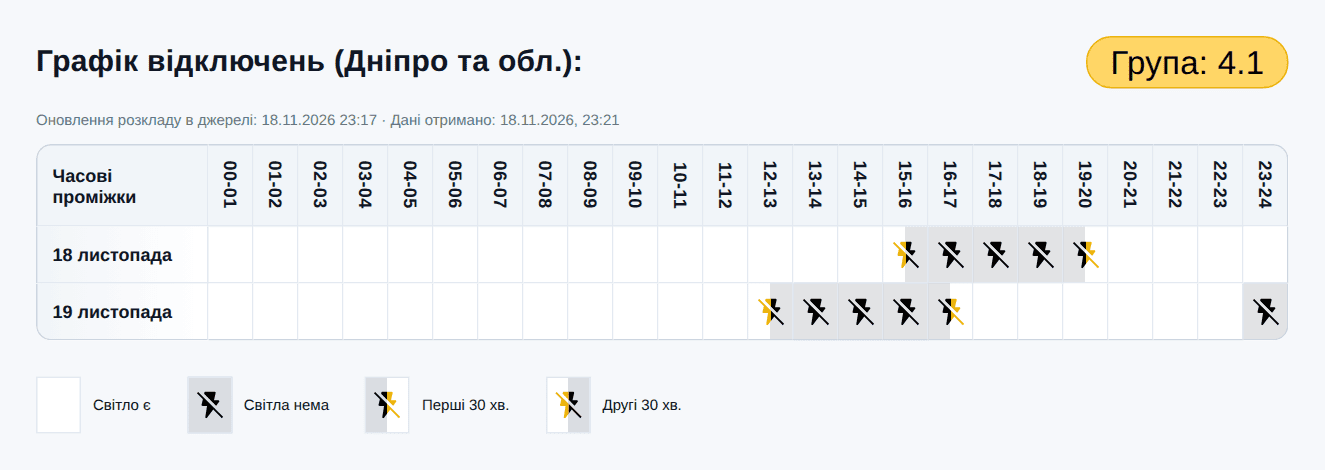 Графік відключень (Дніпро та обл.):
Група: 4.1
Оновлення розкладу в джерелі: 18.11.2026 23:17 · Дані отримано: 18.11.2026, 23:21
Часові
проміжки
00-01
01-02
02-03
03-04
04-05
05-06
06-07
07-08
08-09
09-10
10-11
11-12
12-13
13-14
14-15
15-16
16-17
17-18
18-19
19-20
20-21
21-22
22-23
23-24
18 листопада
19 листопада
Світло є
Світла нема
Перші 30 хв.
Другі 30 хв.